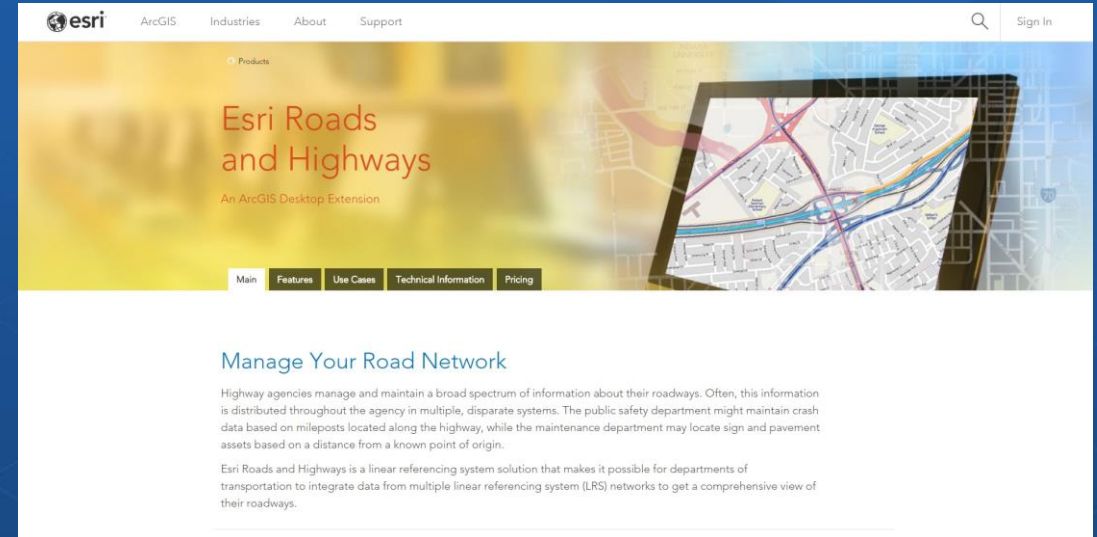 esri
ArcGIS Industries About Support
Sign In
Products
Esri Roads
and Highways
An ArcGIS Desktop Extension
Main Features Use Cases Technical Information Pricing
Manage Your Road Network
Highway agencies manage and maintain a broad spectrum of information about their roadways. Often, this information
is distributed throughout the agency in multiple, disparate systems. The public safety department might maintain crash
data based on mileposts located along the highway, while the maintenance department may locate sign and pavement
assets based on a distance from a known point of origin.
Esri Roads and Highways is a linear referencing system solution that makes it possible for departments of
transportation to integrate data from multiple linear referencing system (LRS) networks to get a comprehensive view of
their roadways.